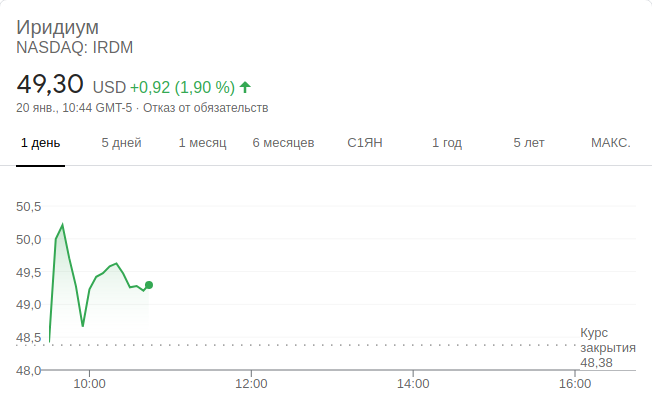 Иридиум
NASDAQ: IRDM
49,30 USD +0,92 (1,90 %)
20 янв., 10:44 GMT-5 · Отказ от обязательств
1 день 5 дней 1 месяц 6 месяцев С1ЯН 1 год 5 лет МАКС.
50,5
50,0
49,5
49,0
48,5
48,0
Курс
закрытия
48,38
10:00 12:00 14:00 16:00